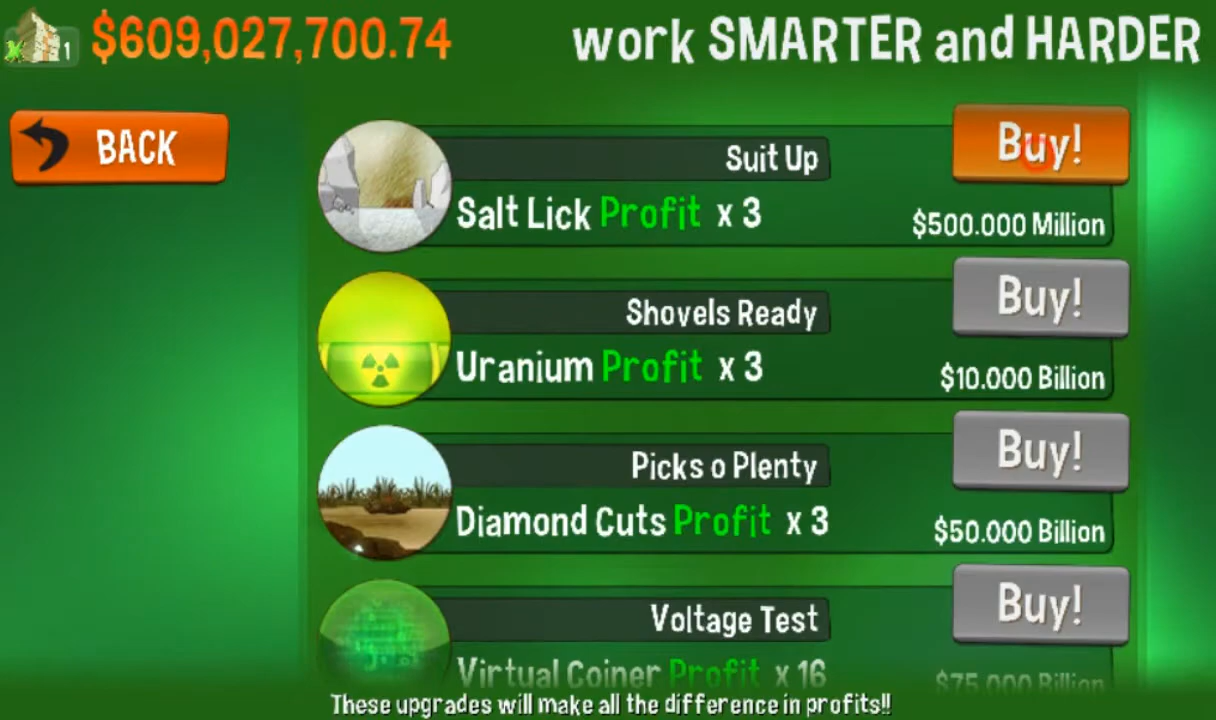 1 $609,027,700.74
work SMARTER and HARDER
BACK
Suit Up
Buy!
Salt Lick Profit x 3
$500.000 Million
Shovels Ready
Buy!
Uranium Profit x 3
$10.000 Billion
Picks o Plenty
Buy!
Diamond Cuts Profit x 3
$50.000 Billion
Voltage Test
Buy!
Virtual Coiner Profit x 16
$75.000 Billion
These upgrades will make all the difference in profits!!